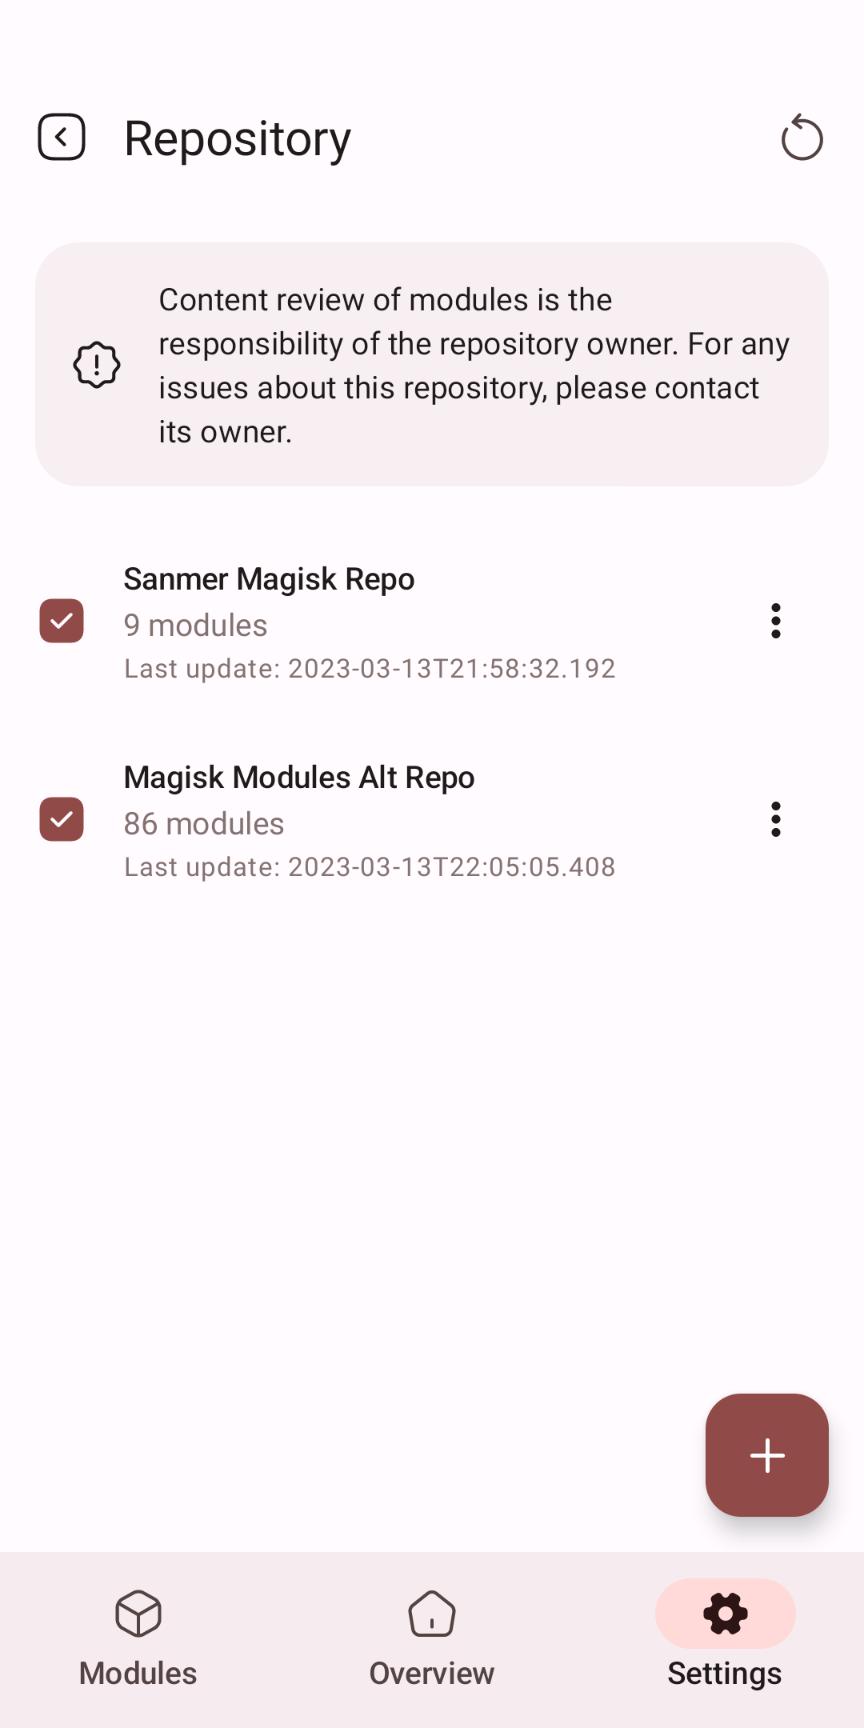 Repository
Content review of modules is the
responsibility of the repository owner. For any
issues about this repository, please contact
its owner.
Sanmer Magisk Repo
9 modules
Last update: 2023-03-13T21:58:32.192
Magisk Modules Alt Repo
86 modules
Last update: 2023-03-13T22:05:05.408
Modules
Overview
Settings